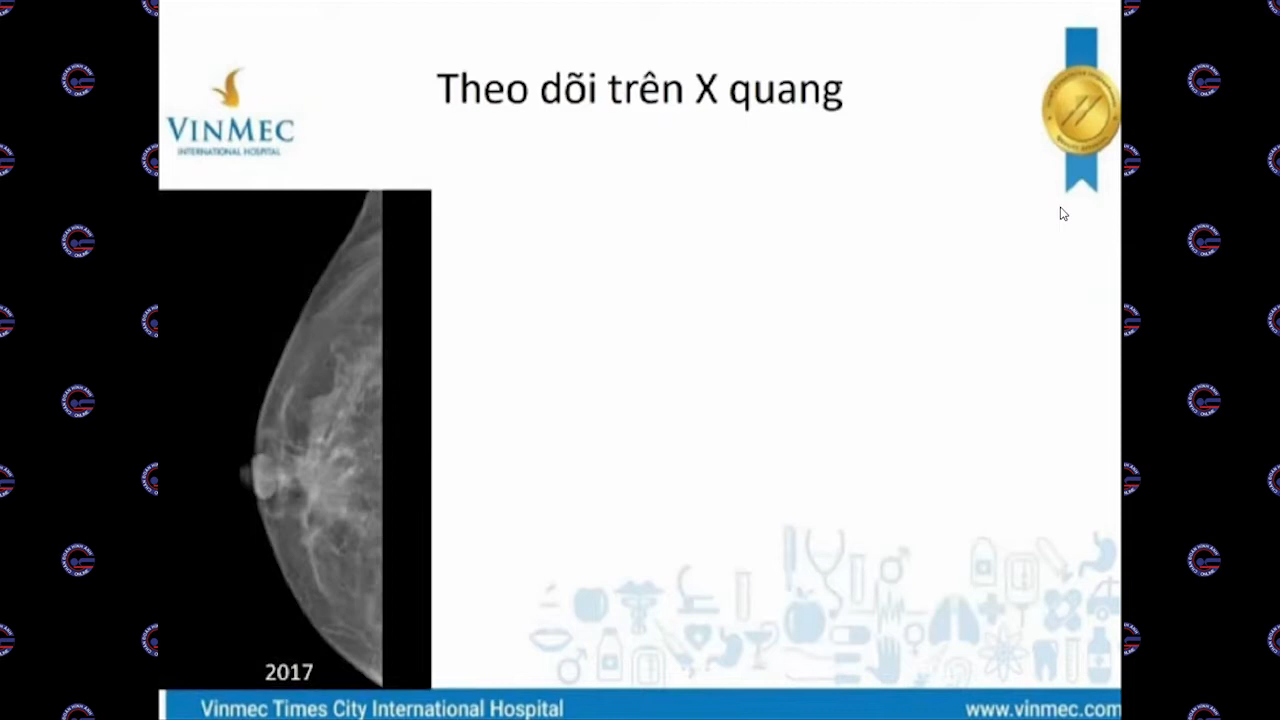 Theo dõi trên X quang
VINMEC
INTERNATIONAL HOSPITAL
2017
Vinmec Times City International Hospital
www.vinmec.com